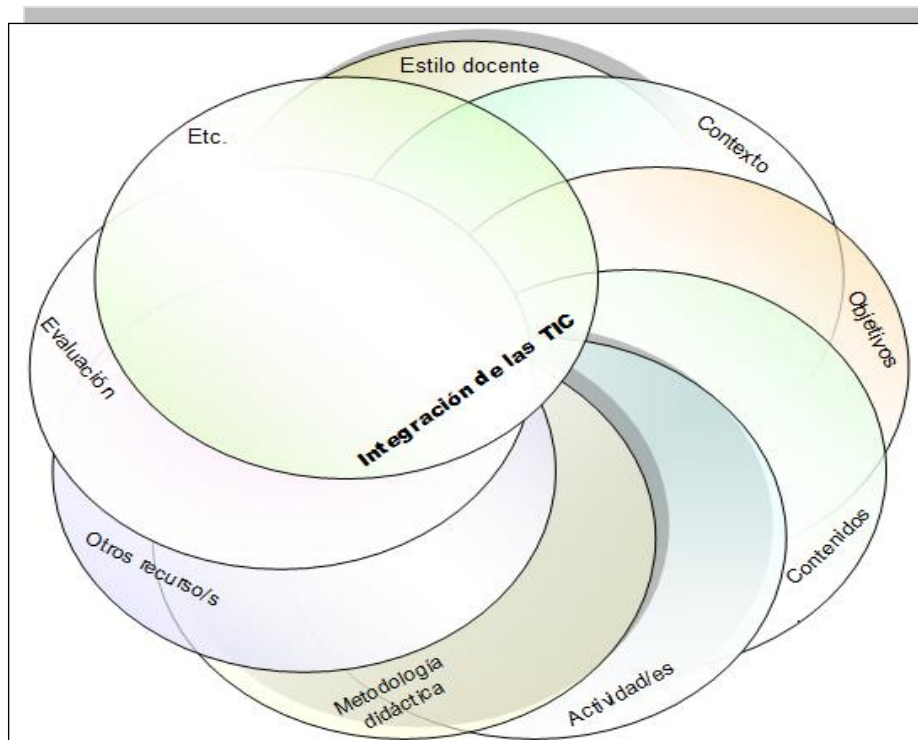 Estilo docente
Etc.
Contexto
Objetivos
Evaluación
Integración de las TIC
Contenidos
Otros recurso/s
Metodología
didáctica
Actividad/es